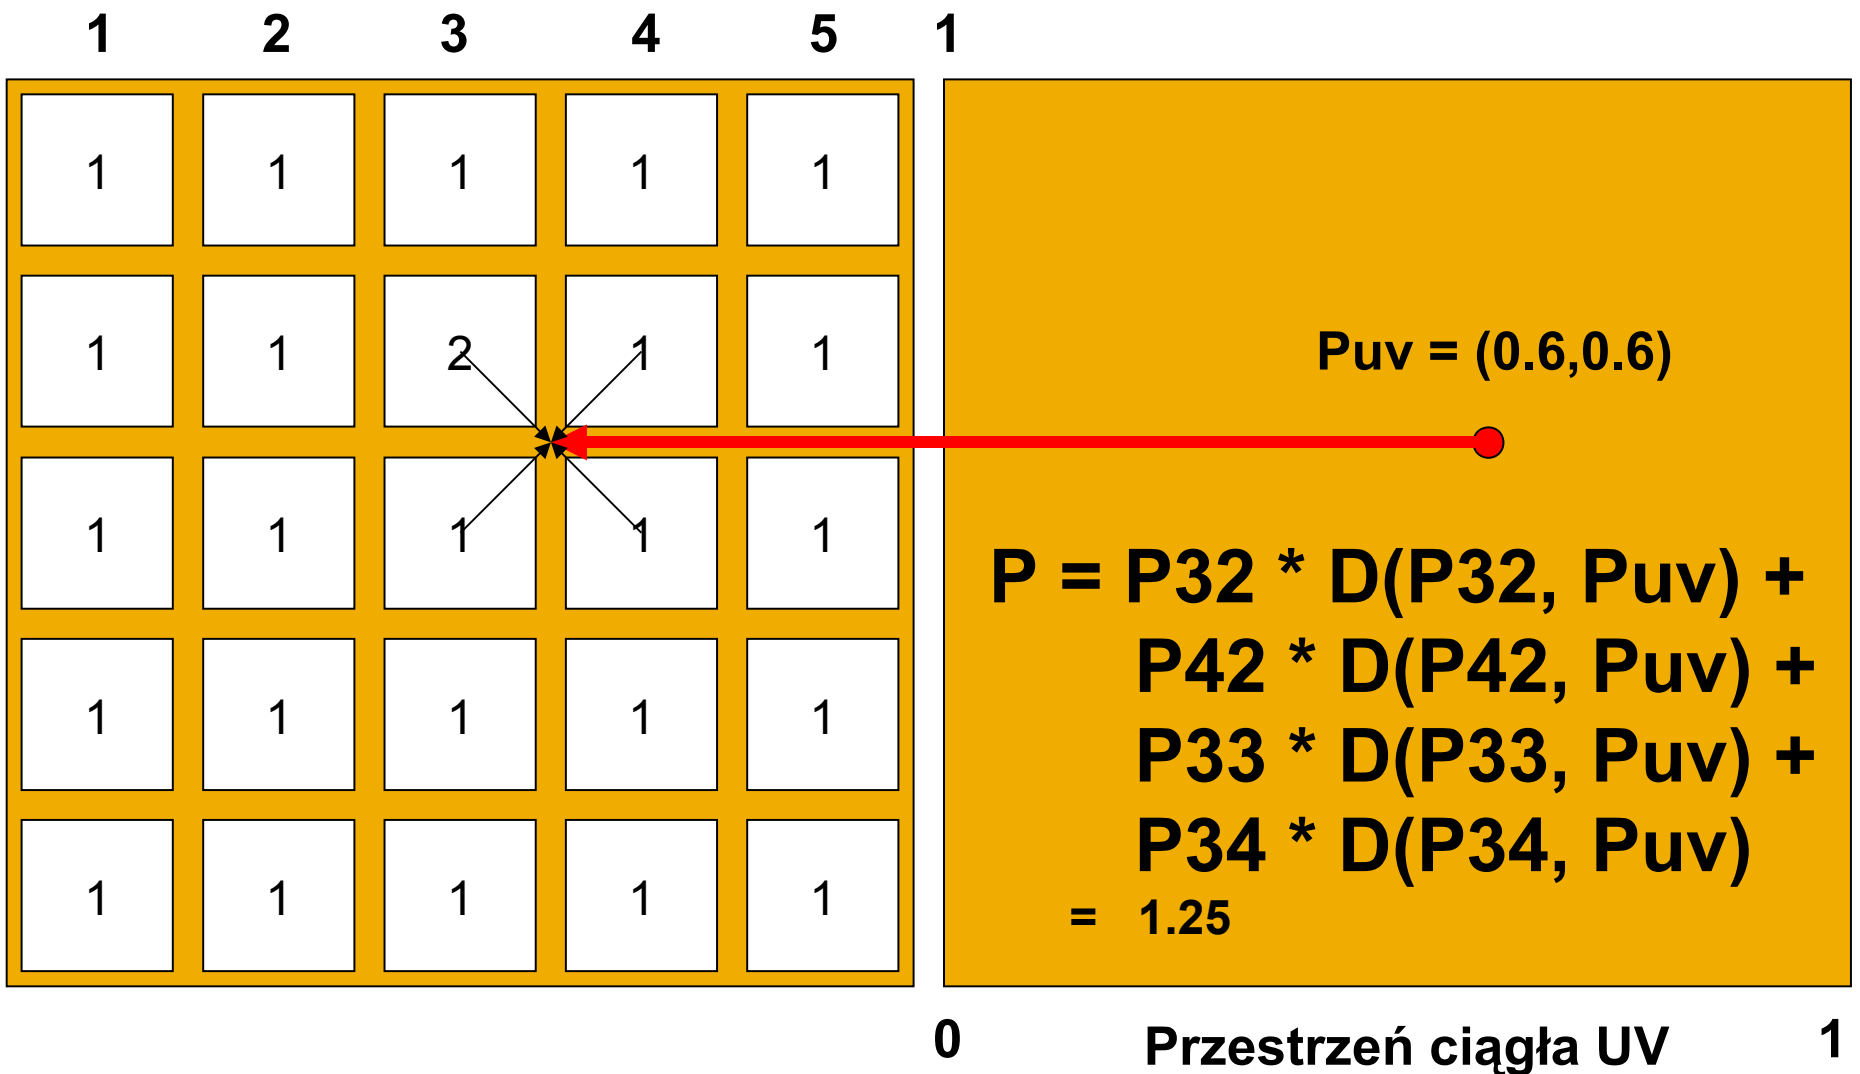 1 2 3 4 5 1
1 1 1 1 1
1 1 2 1 1
Puv = (0.6,0.6)
1 1 1 1 1
P = P32 * D(P32, Puv) +
P42 * D(P42, Puv) +
P33 * D(P33, Puv) +
P34 * D(P34, Puv)
= 1.25
1 1 1 1 1
1 1 1 1 1
0 Przestrzeń ciągła UV 1